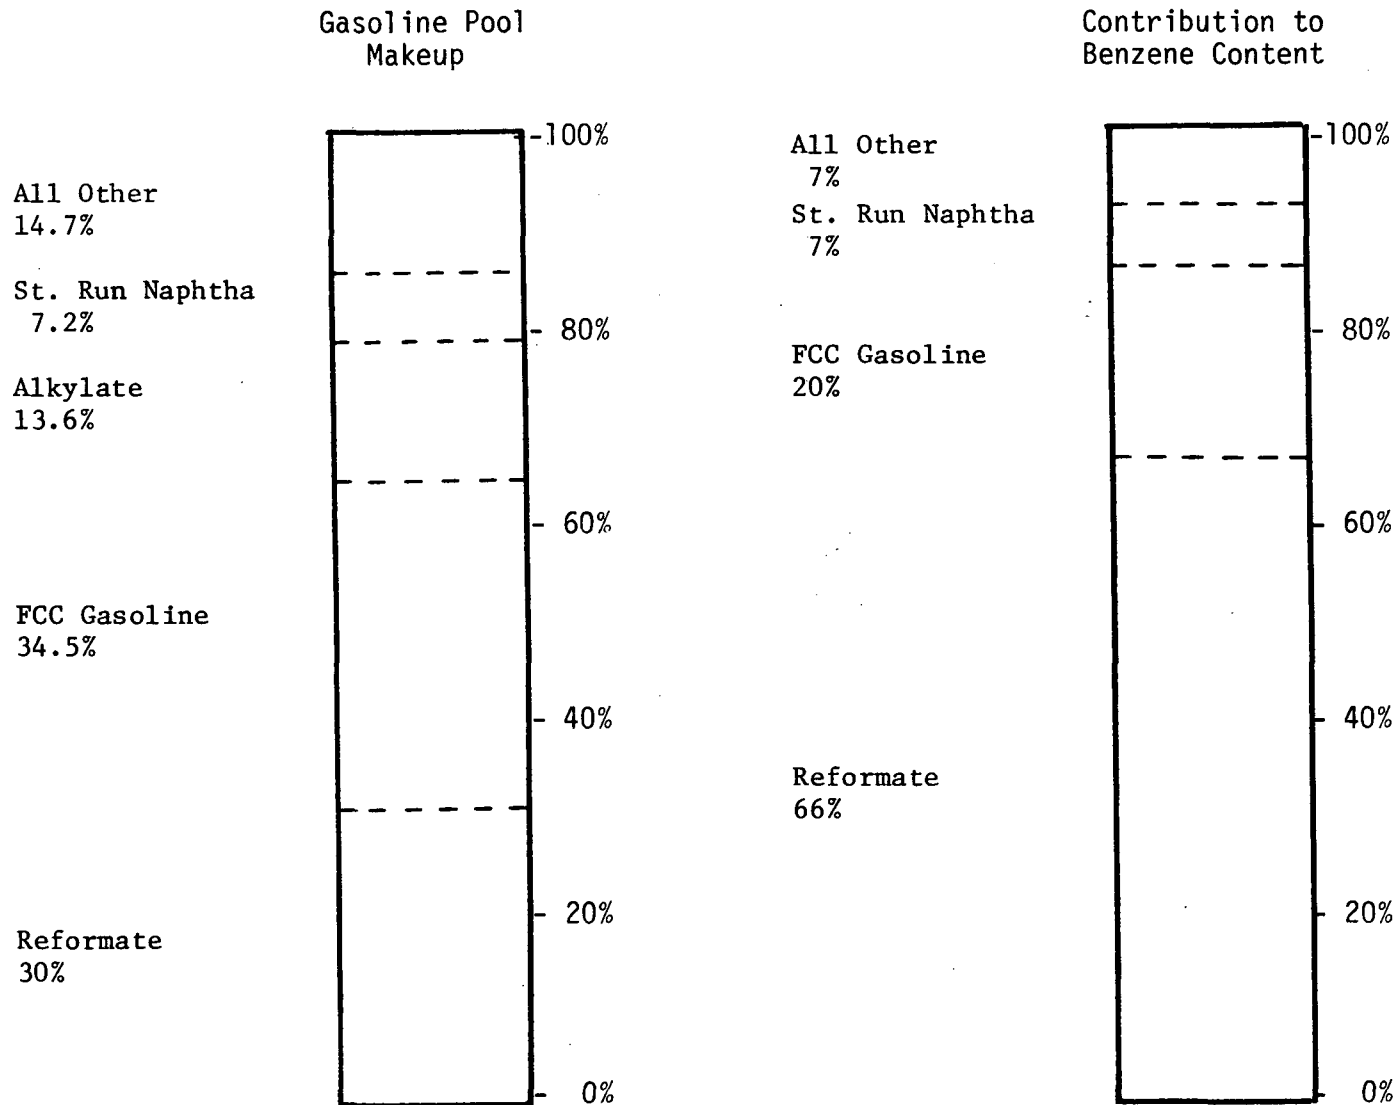 Gasoline Pool
Makeup
-100%
All Other
14.7%
St. Run Naphtha
7.2%
- 80%
Alkylate
13.6%
- 60%
FCC Gasoline
34.5%
- 40%
- 20%
Reformate
30%
- 0%
Contribution to
Benzene Content
-100%
All Other
7%
St. Run Naphtha
7%
- 80%
FCC Gasoline
20%
- 60%
- 40%
Reformate
66%
- 20%
- 0%